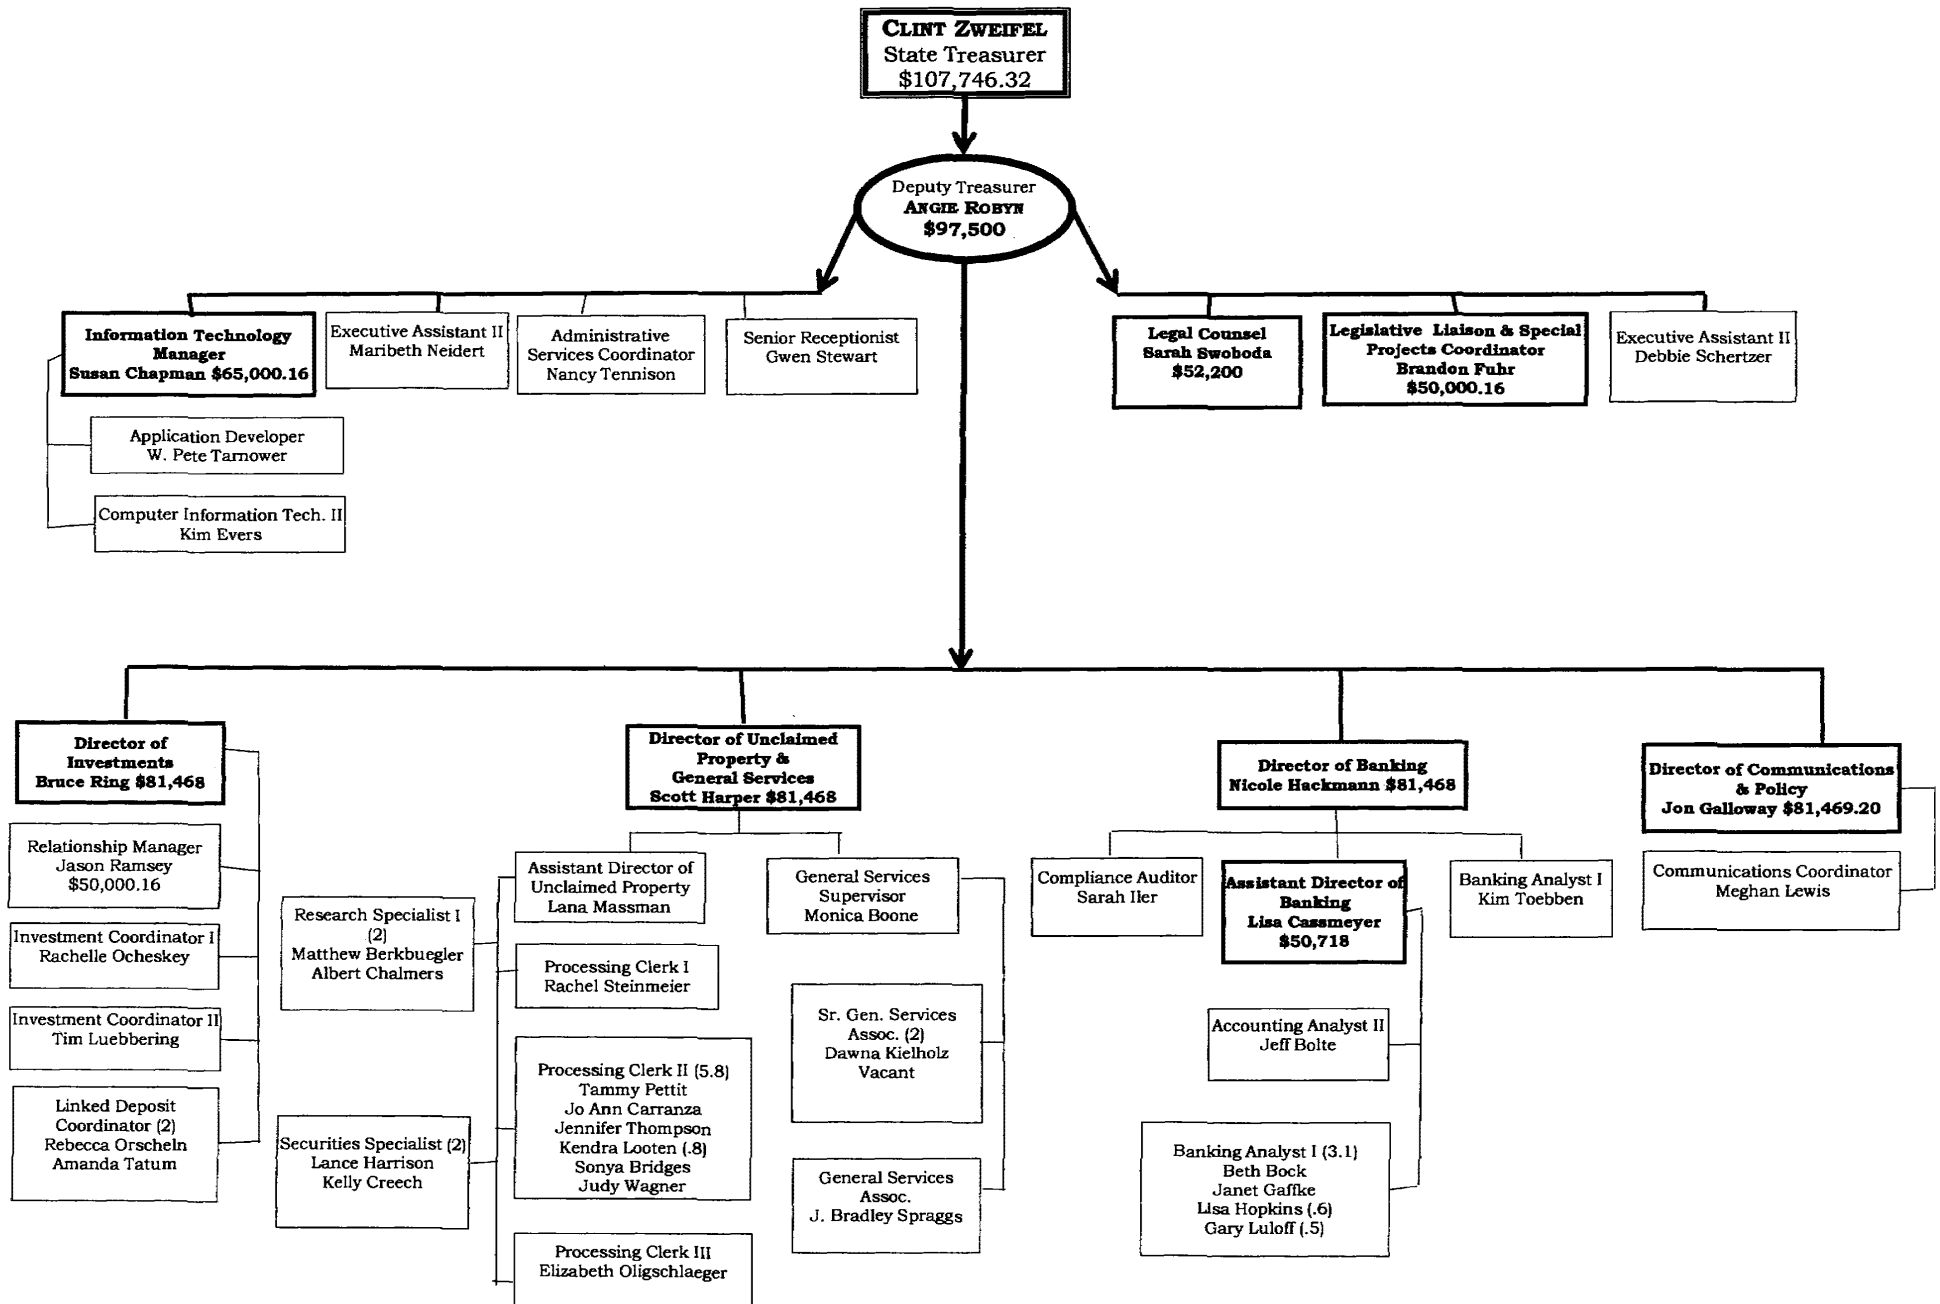 CLINT ZWEIFEL
State Treasurer
$107,746.32
Deputy Treasurer
ANGIE ROBYN
$97,500
Information Technology
Manager
Susan Chapman $65,000.16
Executive Assistant II
Maribeth Neidert
Administrative
Services Coordinator
Nancy Tennison
Senior Receptionist
Gwen Stewart
Legal Counsel
Sarah Swoboda
$52,200
Legislative Liaison & Special
Projects Coordinator
Brandon Fuhr
$50,000.16
Executive Assistant II
Debbie Schertzer
Application Developer
W. Pete Tarnower
Computer Information Tech. II
Kim Evers
Director of
Investments
Bruce Ring $81,468
Relationship Manager
Jason Ramsey
$50,000.16
Investment Coordinator I
Rachelle Ocheskey
Investment Coordinator II
Tim Luebbering
Linked Deposit
Coordinator (2)
Rebecca Orscheln
Amanda Tatum
Director of Unclaimed
Property &
General Services
Scott Harper $81,468
Assistant Director of
Unclaimed Property
Lana Massman
Research Specialist I
(2)
Matthew Berkbuegler
Albert Chalmers
Processing Clerk I
Rachel Steinmeier
Processing Clerk II (5.8)
Tammy Pettit
Jo Ann Carranza
Jennifer Thompson
Kendra Looten (.8)
Sonya Bridges
Judy Wagner
Securities Specialist (2)
Lance Harrison
Kelly Creech
Processing Clerk III
Elizabeth Oligschlaeger
General Services
Supervisor
Monica Boone
Sr. Gen. Services
Assoc. (2)
Dawna Kielholz
Vacant
General Services
Assoc.
J. Bradley Spraggs
Director of Banking
Nicole Hackmann $81,468
Compliance Auditor
Sarah Iler
Assistant Director of
Banking
Lisa Cassmeyer
$50,718
Banking Analyst I
Kim Toebben
Accounting Analyst II
Jeff Bolte
Banking Analyst I (3.1)
Beth Bock
Janet Gaffke
Lisa Hopkins (.6)
Gary Luloff (.5)
Director of Communications
& Policy
Jon Galloway $81,469.20
Communications Coordinator
Meghan Lewis